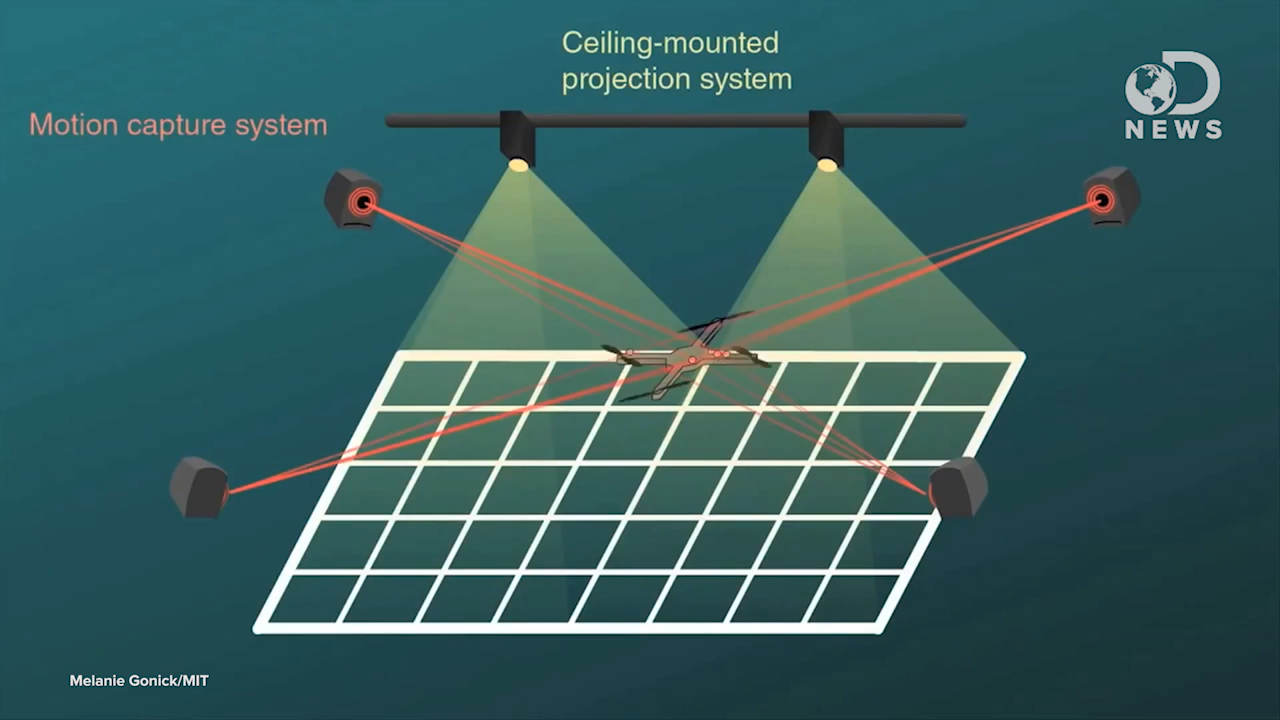 Ceiling-mounted
projection system
Motion capture system
D
NEWS
Melanie Gonick/MIT